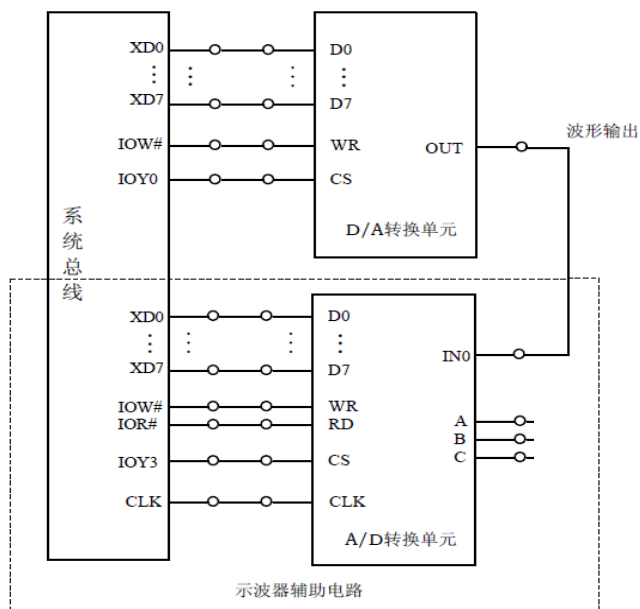 XD0 D0
⋮ ⋮ ⋮ ⋮
XD7 D7
IOW# WR OUT 波形输出
IOY0 CS
系统总线
D/A转换单元
XD0 D0
⋮ ⋮ ⋮ ⋮
XD7 D7 IN0
IOW# WR A
IOR# RD B
IOY3 CS C
CLK CLK
A/D转换单元
示波器辅助电路